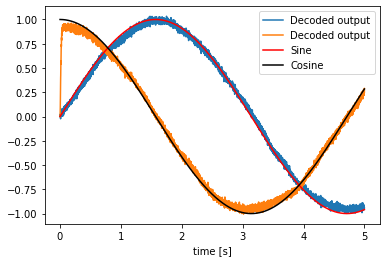 1.00
0.75
0.50
0.25
0.00
-0.25
-0.50
-0.75
-1.00
Decoded output
Decoded output
Sine
Cosine
0 1 2 3 4 5
time [s]